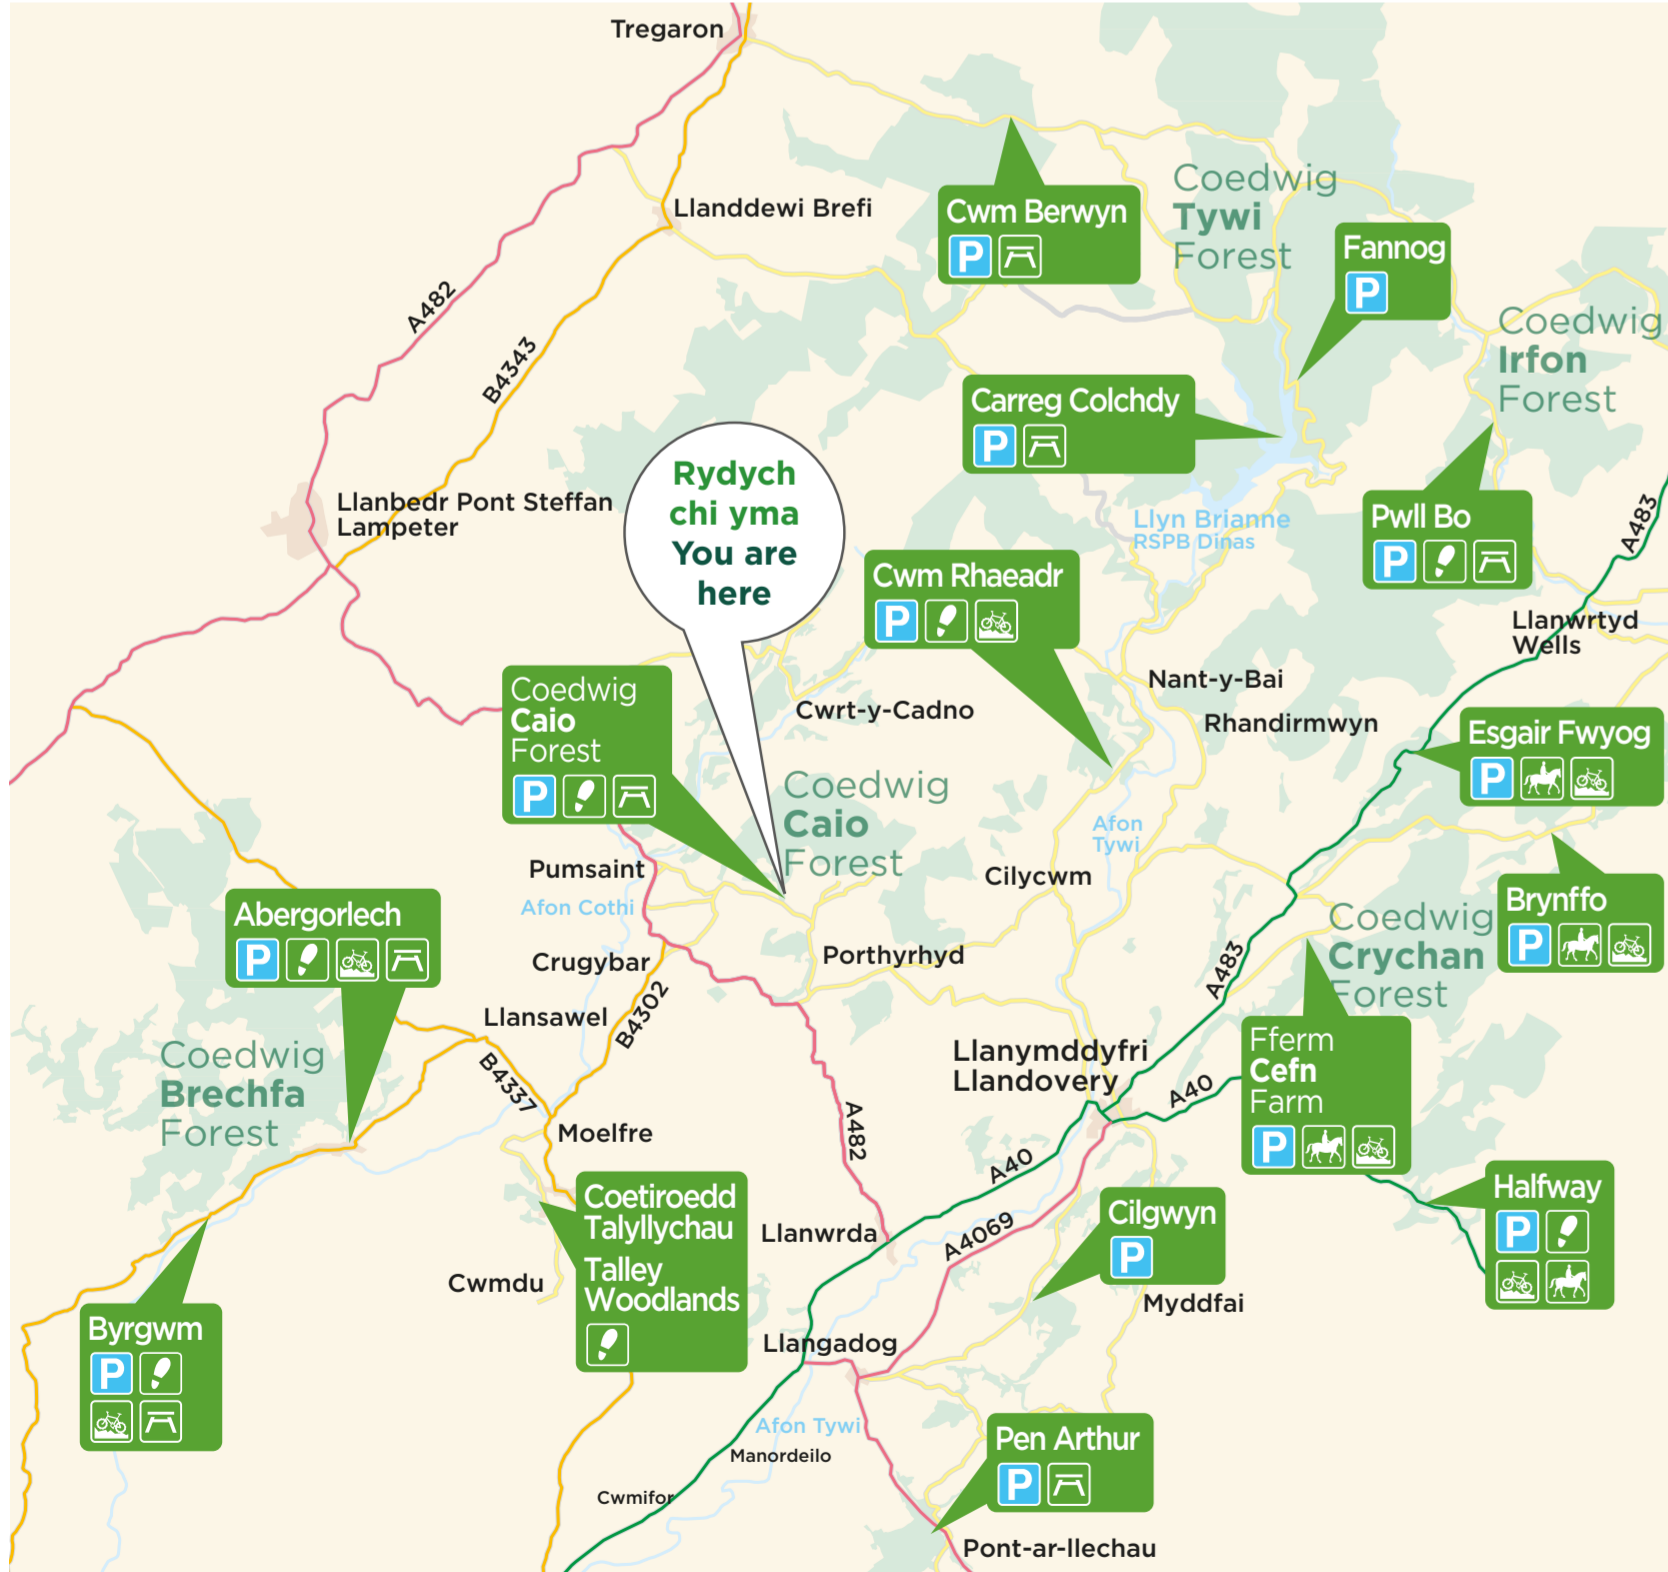 Tregaron
Llanddewi Brefi
A482
B4343
Cwm Berwyn
P
Coedwig
Tywi
Forest
Fannog
P
Coedwig
Irfon
Forest
Carreg Colchdy
P
Rydych
chi yma
You are
here
Llanbedr Pont Steffan
Lampeter
Llyn Brianne
RSPB Dinas
Pwll Bo
P
A483
Cwm Rhaeadr
P
Llanwrtyd
Wells
Coedwig
Caio
Forest
P
Cwrt-y-Cadno
Nant-y-Bai
Rhandirmwyn
Esgair Fwyog
P
Coedwig
Caio
Forest
Afon
Tywi
Pumsaint
Afon Cothi
Cilycwm
Brynffo
P
Abergorlech
P
Crugybar
Porthyrhyd
Coedwig
Crychan
Forest
A483
Llansawel
B4302
Coedwig
Brechfa
Forest
B4337
Llanymddyfri
Llandovery
A40
Fferm
Cefn
Farm
P
Moelfre
A482
A40
Coetiroedd
Talyllychau
Talley
Woodlands
Llanwrda
A4069
Cilgwyn
P
Halfway
P
Cwmdu
Myddfai
Byrgwm
P
Llangadog
Afon Tywi
Manordeilo
Pen Arthur
P
Cwmifor
Pont-ar-llechau